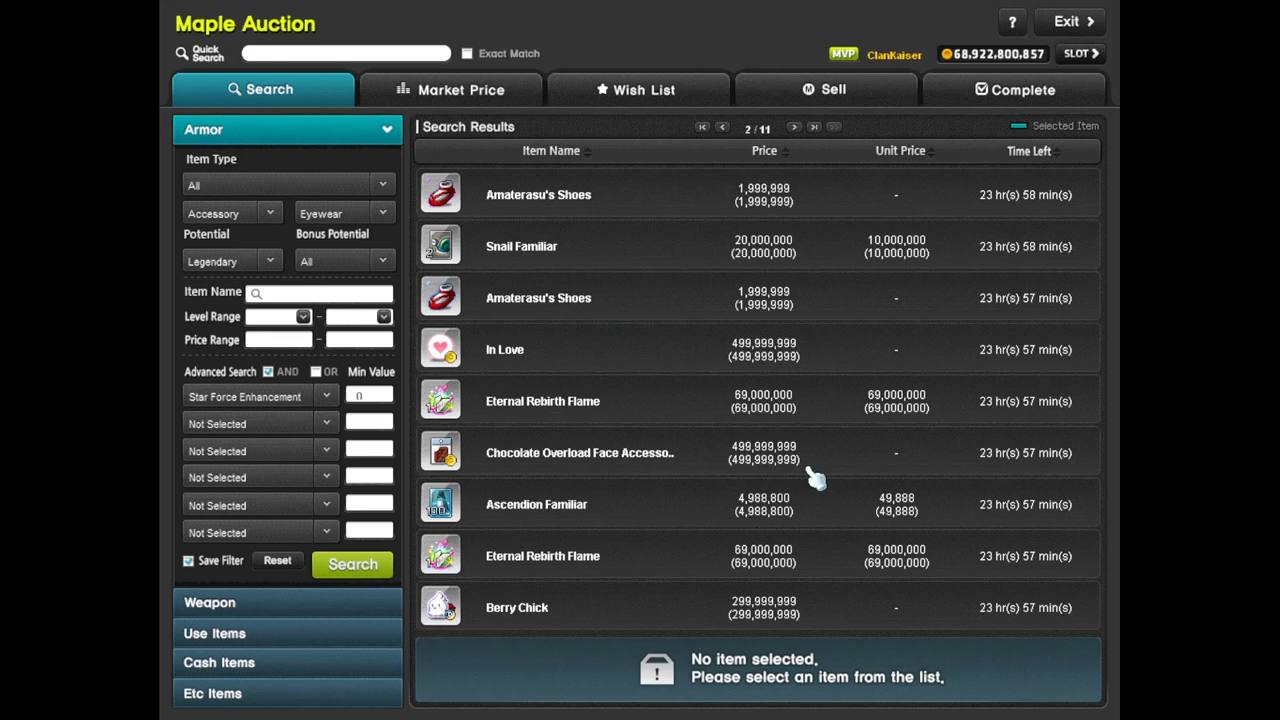 Maple Auction
? Exit >
Quick Search Exact Match MVP ClanKaiser 68,922,800,857 SLOT >
Search Market Price Wish List Sell Complete
Armor
Item Type
All
Accessory Eyewear
Potential Bonus Potential
Legendary All
Item Name
Level Range -
Price Range -
Advanced Search AND OR Min Value
Star Force Enhancement 0
Not Selected
Not Selected
Not Selected
Not Selected
Not Selected
Save Filter Reset Search
Weapon
Use Items
Cash Items
Etc Items
Search Results 2 / 11 Selected Item
Item Name Price Unit Price Time Left
Amaterasu's Shoes 1,999,999 - 23 hr(s) 58 min(s)
(1,999,999)
2 Snail Familiar 20,000,000 10,000,000 23 hr(s) 58 min(s)
(20,000,000) (10,000,000)
Amaterasu's Shoes 1,999,999 - 23 hr(s) 57 min(s)
(1,999,999)
In Love 499,999,999 - 23 hr(s) 57 min(s)
(499,999,999)
1 Eternal Rebirth Flame 69,000,000 69,000,000 23 hr(s) 57 min(s)
(69,000,000) (69,000,000)
Chocolate Overload Face Accesso.. 499,999,999 - 23 hr(s) 57 min(s)
(499,999,999)
100 Ascension Familiar 4,988,800 49,888 23 hr(s) 57 min(s)
(4,988,800) (49,888)
1 Eternal Rebirth Flame 69,000,000 69,000,000 23 hr(s) 57 min(s)
(69,000,000) (69,000,000)
Berry Chick 299,999,999 - 23 hr(s) 57 min(s)
(299,999,999)
No item selected.
Please select an item from the list.